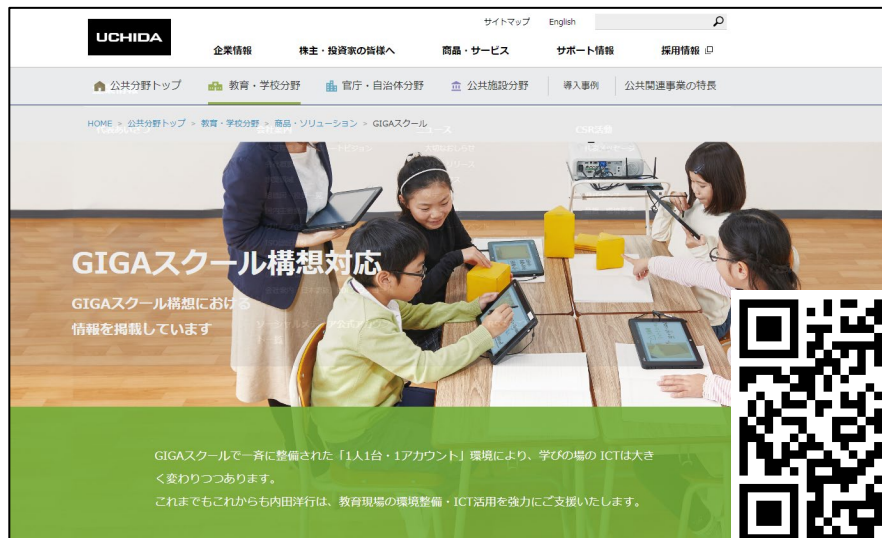 サイトマップ English
UCHIDA
企業情報 株主・投資家の皆様へ 商品・サービス サポート情報 採用情報
公共分野トップ 教育・学校分野 官庁・自治体分野 公共施設分野 導入事例 公共関連事業の特長
HOME » 公共分野トップ » 教育・学校分野 » 商品・ソリューション » GIGAスクール
GIGAスクール構想対応
GIGAスクール構想における
情報を掲載しています
GIGAスクールで一斉に整備された「1人1台・1アカウント」環境により、学びの場の ICTは大き
く変わりつつあります。
これまでもこれからも内田洋行は、教育現場の環境整備・ICT活用を強力にご支援いたします。